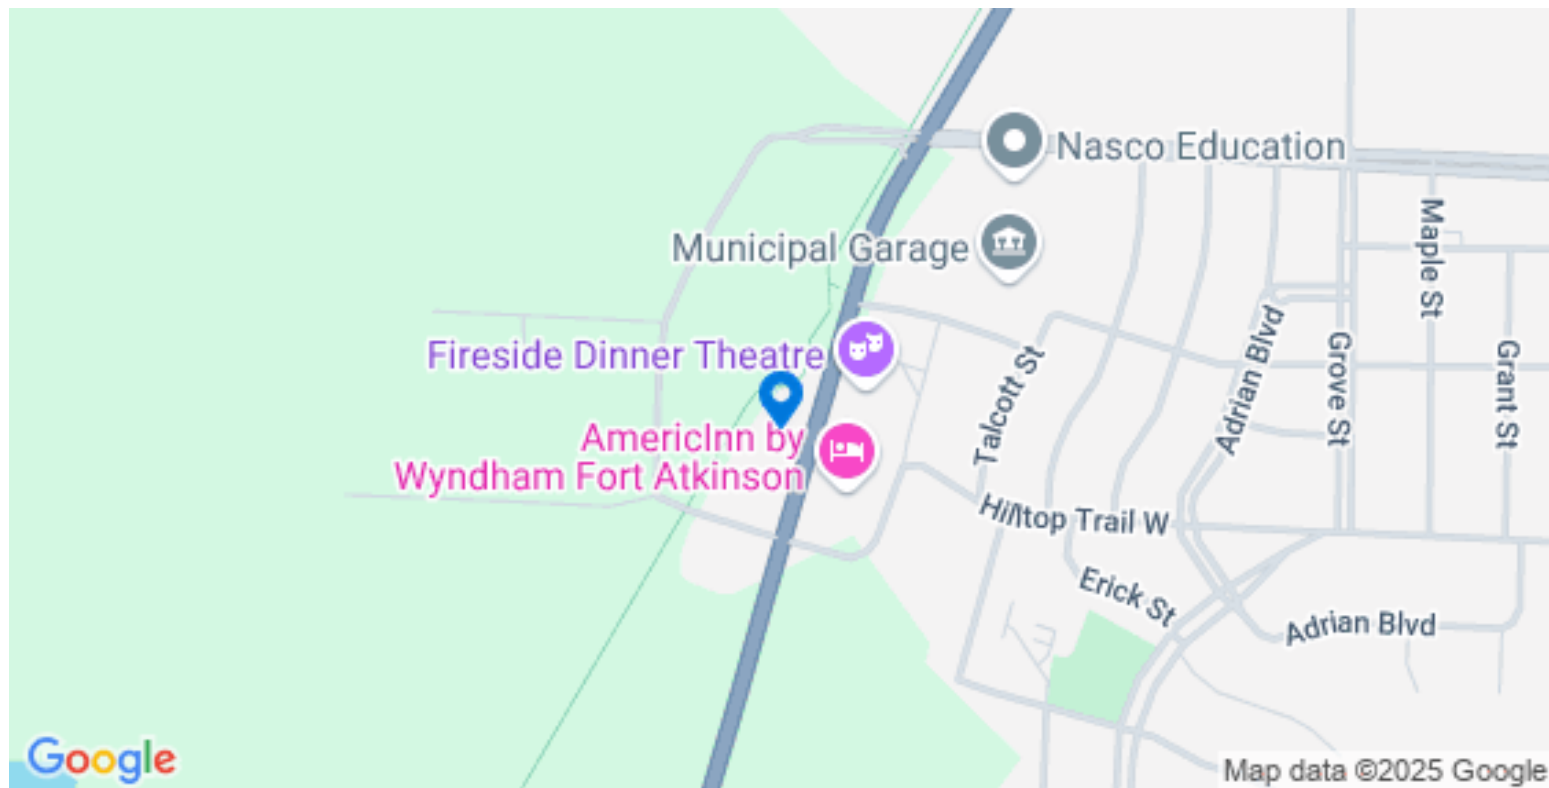 Nasco Education
Municipal Garage
Maple St
Fireside Dinner Theatre
Adrian Blvd
Grove St
Grant St
Talcott St
AmericInn by
Wyndham Fort Atkinson
Hilltop Trail W
Erick St
Adrian Blvd
Google
Map data ©2025 Google